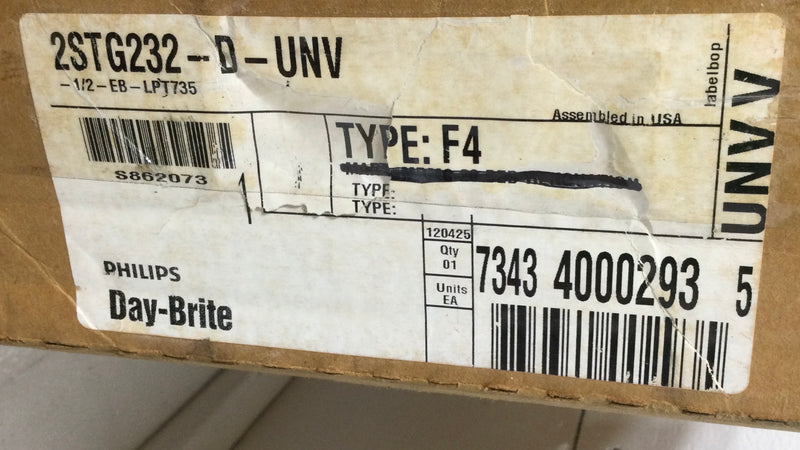 2STG232-D-UNV
-1/2-EB-LPT735
labelbop
UNV V
Assembled in USA
TYPE: F4
S862073
TYPE:
TYPE:
120425
Qty
01
Units
EA
7343 4000293 5
PHILIPS
Day-Brite